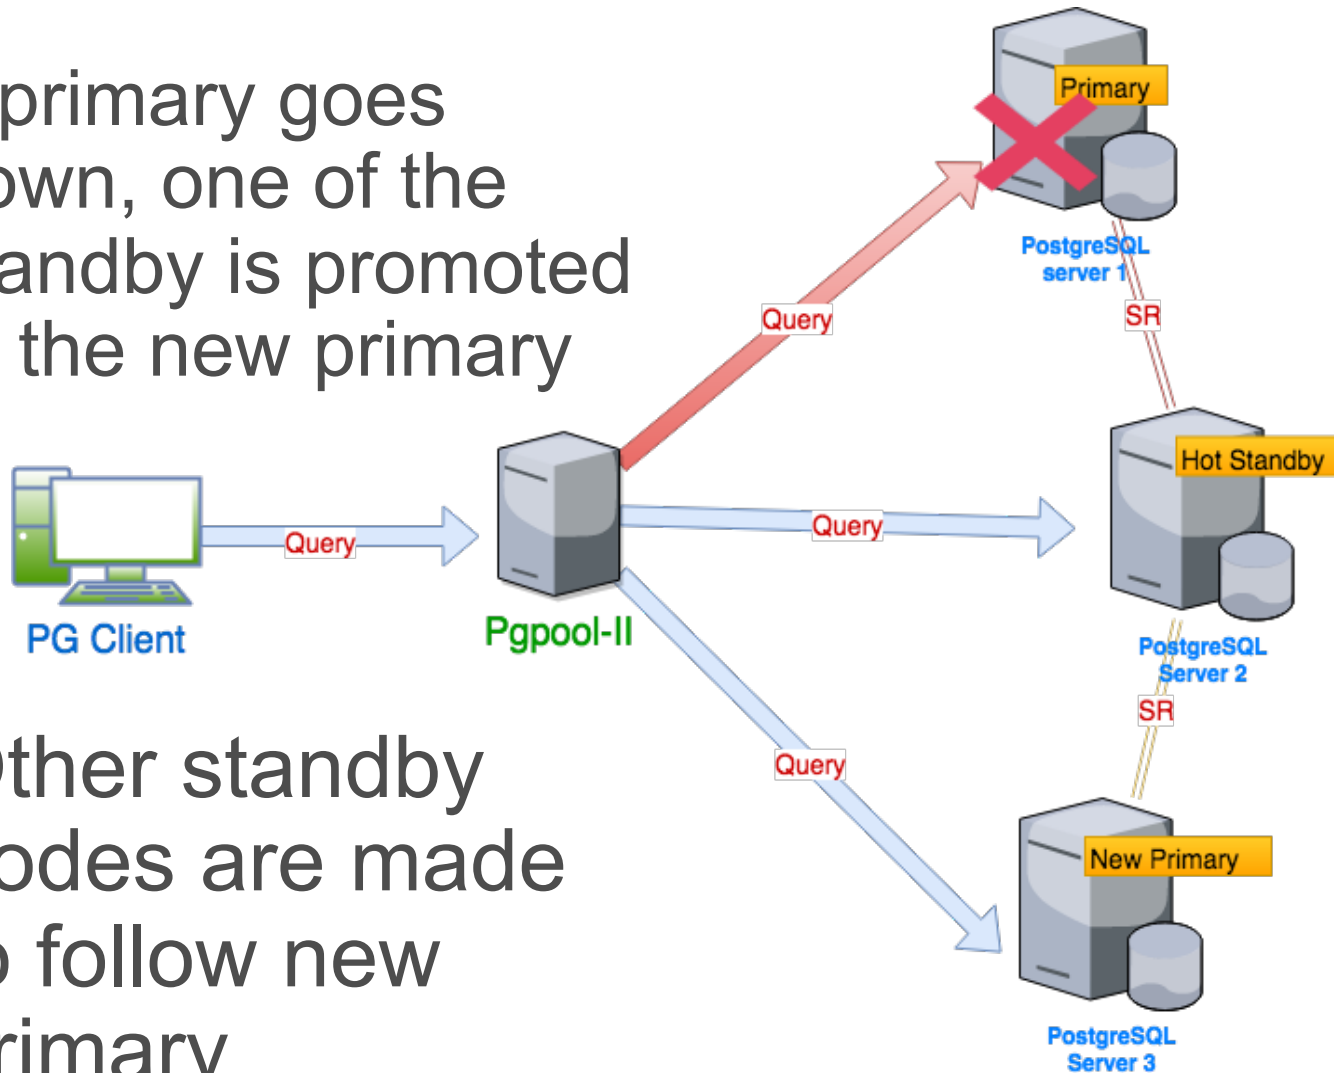 primary goes
own, one of the
andby is promoted
the new primary
Primary
PostgreSQL
server 1
Query
SR
Hot Standby
Query
Query
PG Client
Pgpool-II
PostgreSQL
Server 2
SR
Query
ther standby
odes are made
follow new
rimary
New Primary
PostgreSQL
Server 3